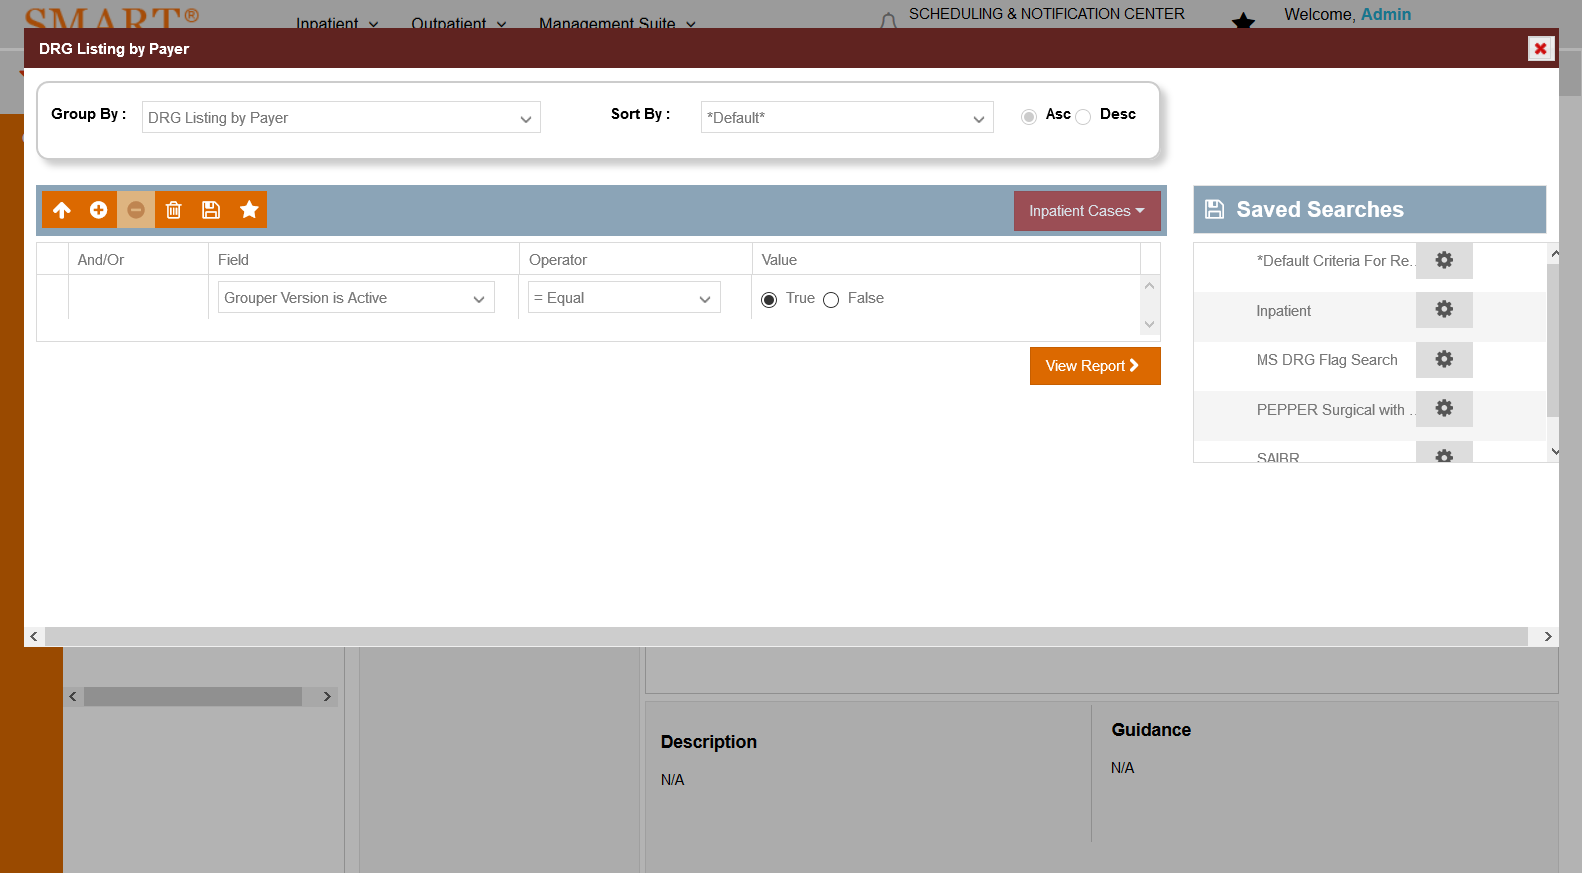 SMART®
Inpatient
Outpatient
Management Suite
SCHEDULING & NOTIFICATION CENTER
Welcome, Admin
DRG Listing by Payer
Group By :
DRG Listing by Payer
Sort By :
*Default*
Asc
Desc
Inpatient Cases
Saved Searches
And/Or
Field
Operator
Value
Grouper Version is Active
= Equal
True
False
View Report
*Default Criteria For Re..
Inpatient
MS DRG Flag Search
PEPPER Surgical with ..
SAIBR
Description
N/A
Guidance
N/A